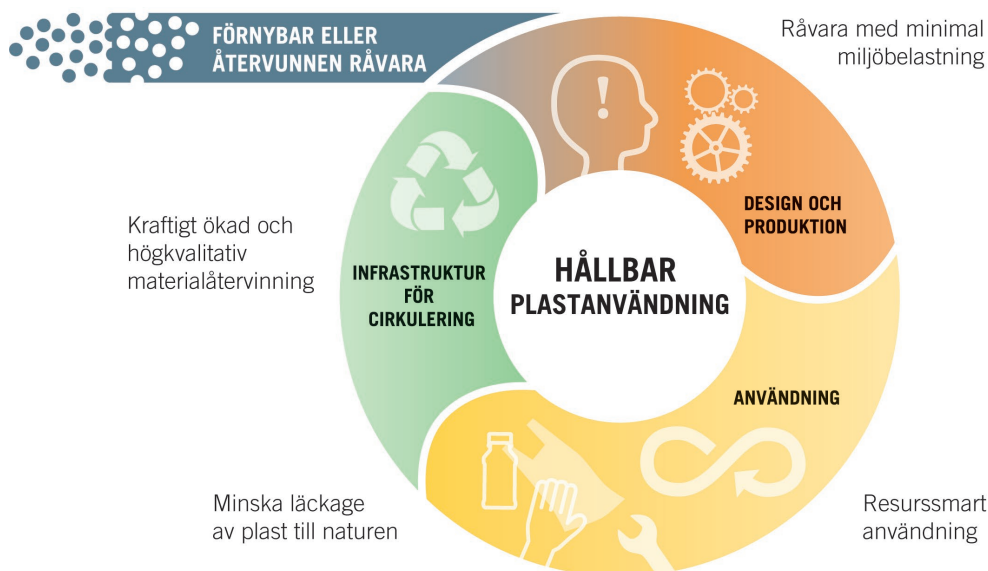 FÖRNYBAR ELLER
ÅTERVUNNEN RÅVARA
Råvara med minimal
miljöbelastning
DESIGN OCH
PRODUKTION
Kraftigt ökad och
högkvalitativ
materialåtervinning
INFRASTRUKTUR
FÖR
CIRKULERING
HÅLLBAR
PLASTANVÄNDNING
ANVÄNDNING
Minska läckage
av plast till naturen
Resurssmart
användning